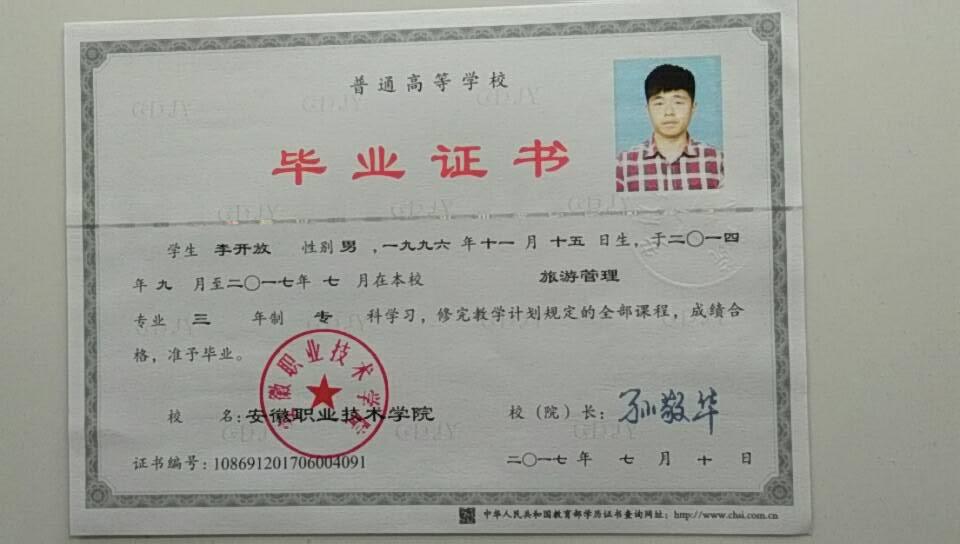 普通高等学校
毕业证书
学生 李开放 性别 男 ，一九九六 年 十一 月 十五 日生，于二〇一四
年 九 月至二〇一七年 七 月在本校 旅游管理
专业 三 年制 专 科学习，修完教学计划规定的全部课程，成绩合
格，准予毕业。
安徽职业技术学院
校 名：安徽职业技术学院 校（院）长：孙敬华
证书编号：108691201706004091 二〇一七 年 七 月 十 日
中华人民共和国教育部学历证书查询网址：http://www.chsi.com.cn